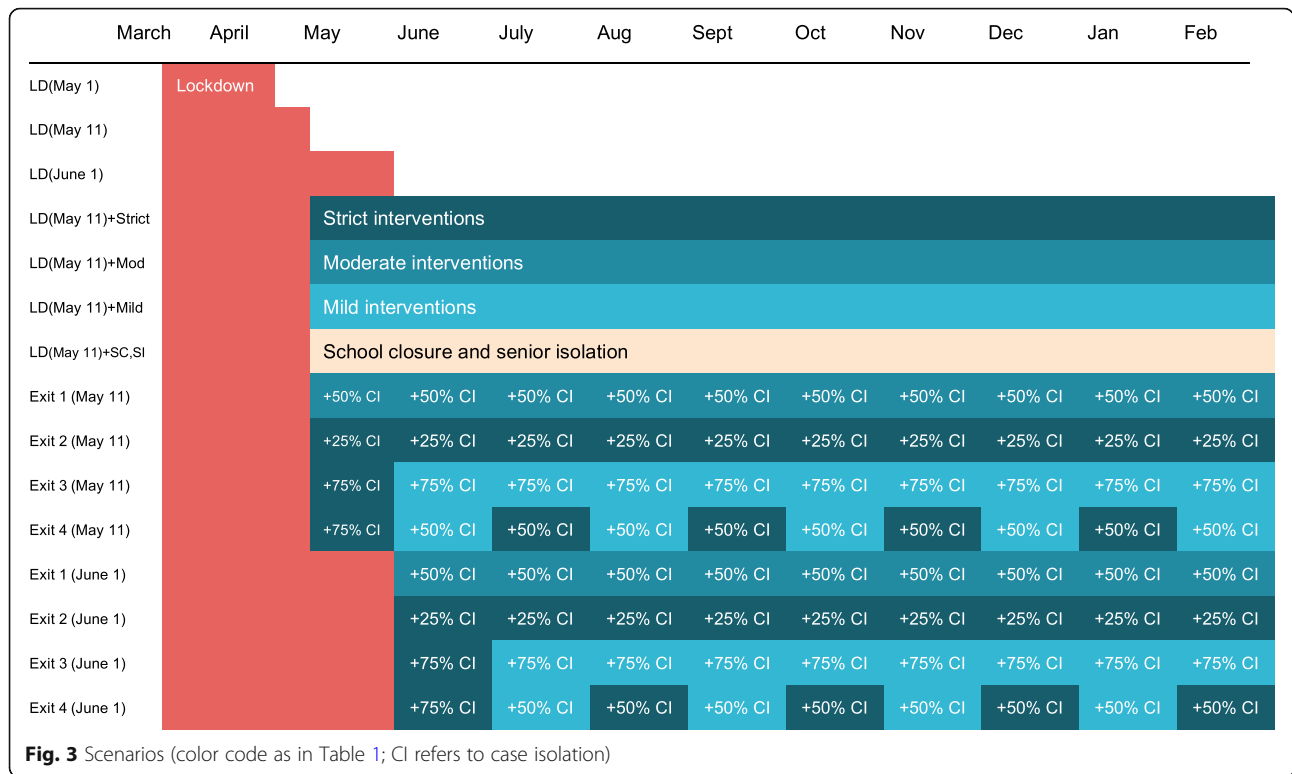 March April May June July Aug Sept Oct Nov Dec Jan Feb
LD(May 1) Lockdown
LD(May 11)
LD(June 1)
LD(May 11)+Strict Strict interventions
LD(May 11)+Mod Moderate interventions
LD(May 11)+Mild Mild interventions
LD(May 11)+SC,SI School closure and senior isolation
Exit 1 (May 11) +50% CI +50% CI +50% CI +50% CI +50% CI +50% CI +50% CI +50% CI +50% CI +50% CI
Exit 2 (May 11) +25% CI +25% CI +25% CI +25% CI +25% CI +25% CI +25% CI +25% CI +25% CI +25% CI
Exit 3 (May 11) +75% CI +75% CI +75% CI +75% CI +75% CI +75% CI +75% CI +75% CI +75% CI +75% CI
Exit 4 (May 11) +75% CI +50% CI +50% CI +50% CI +50% CI +50% CI +50% CI +50% CI +50% CI +50% CI
Exit 1 (June 1) +50% CI +50% CI +50% CI +50% CI +50% CI +50% CI +50% CI +50% CI +50% CI
Exit 2 (June 1) +25% CI +25% CI +25% CI +25% CI +25% CI +25% CI +25% CI +25% CI +25% CI
Exit 3 (June 1) +75% CI +75% CI +75% CI +75% CI +75% CI +75% CI +75% CI +75% CI +75% CI
Exit 4 (June 1) +75% CI +50% CI +50% CI +50% CI +50% CI +50% CI +50% CI +50% CI +50% CI
Fig. 3 Scenarios (color code as in Table 1; CI refers to case isolation)